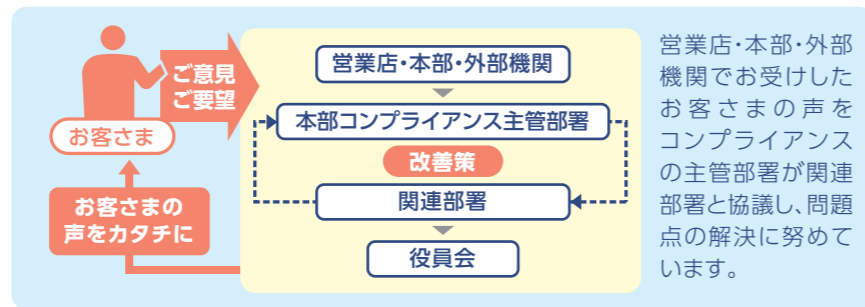 お客さま
ご意見
ご要望
営業店・本部・外部機関
本部コンプライアンス主管部署
改善策
関連部署
役員会
お客さまの
声をカタチに
営業店・本部・外部
機関でお受けした
お客さまの声を
コンプライアンス
の主管部署が関連
部署と協議し、問題
点の解決に努めて
います。